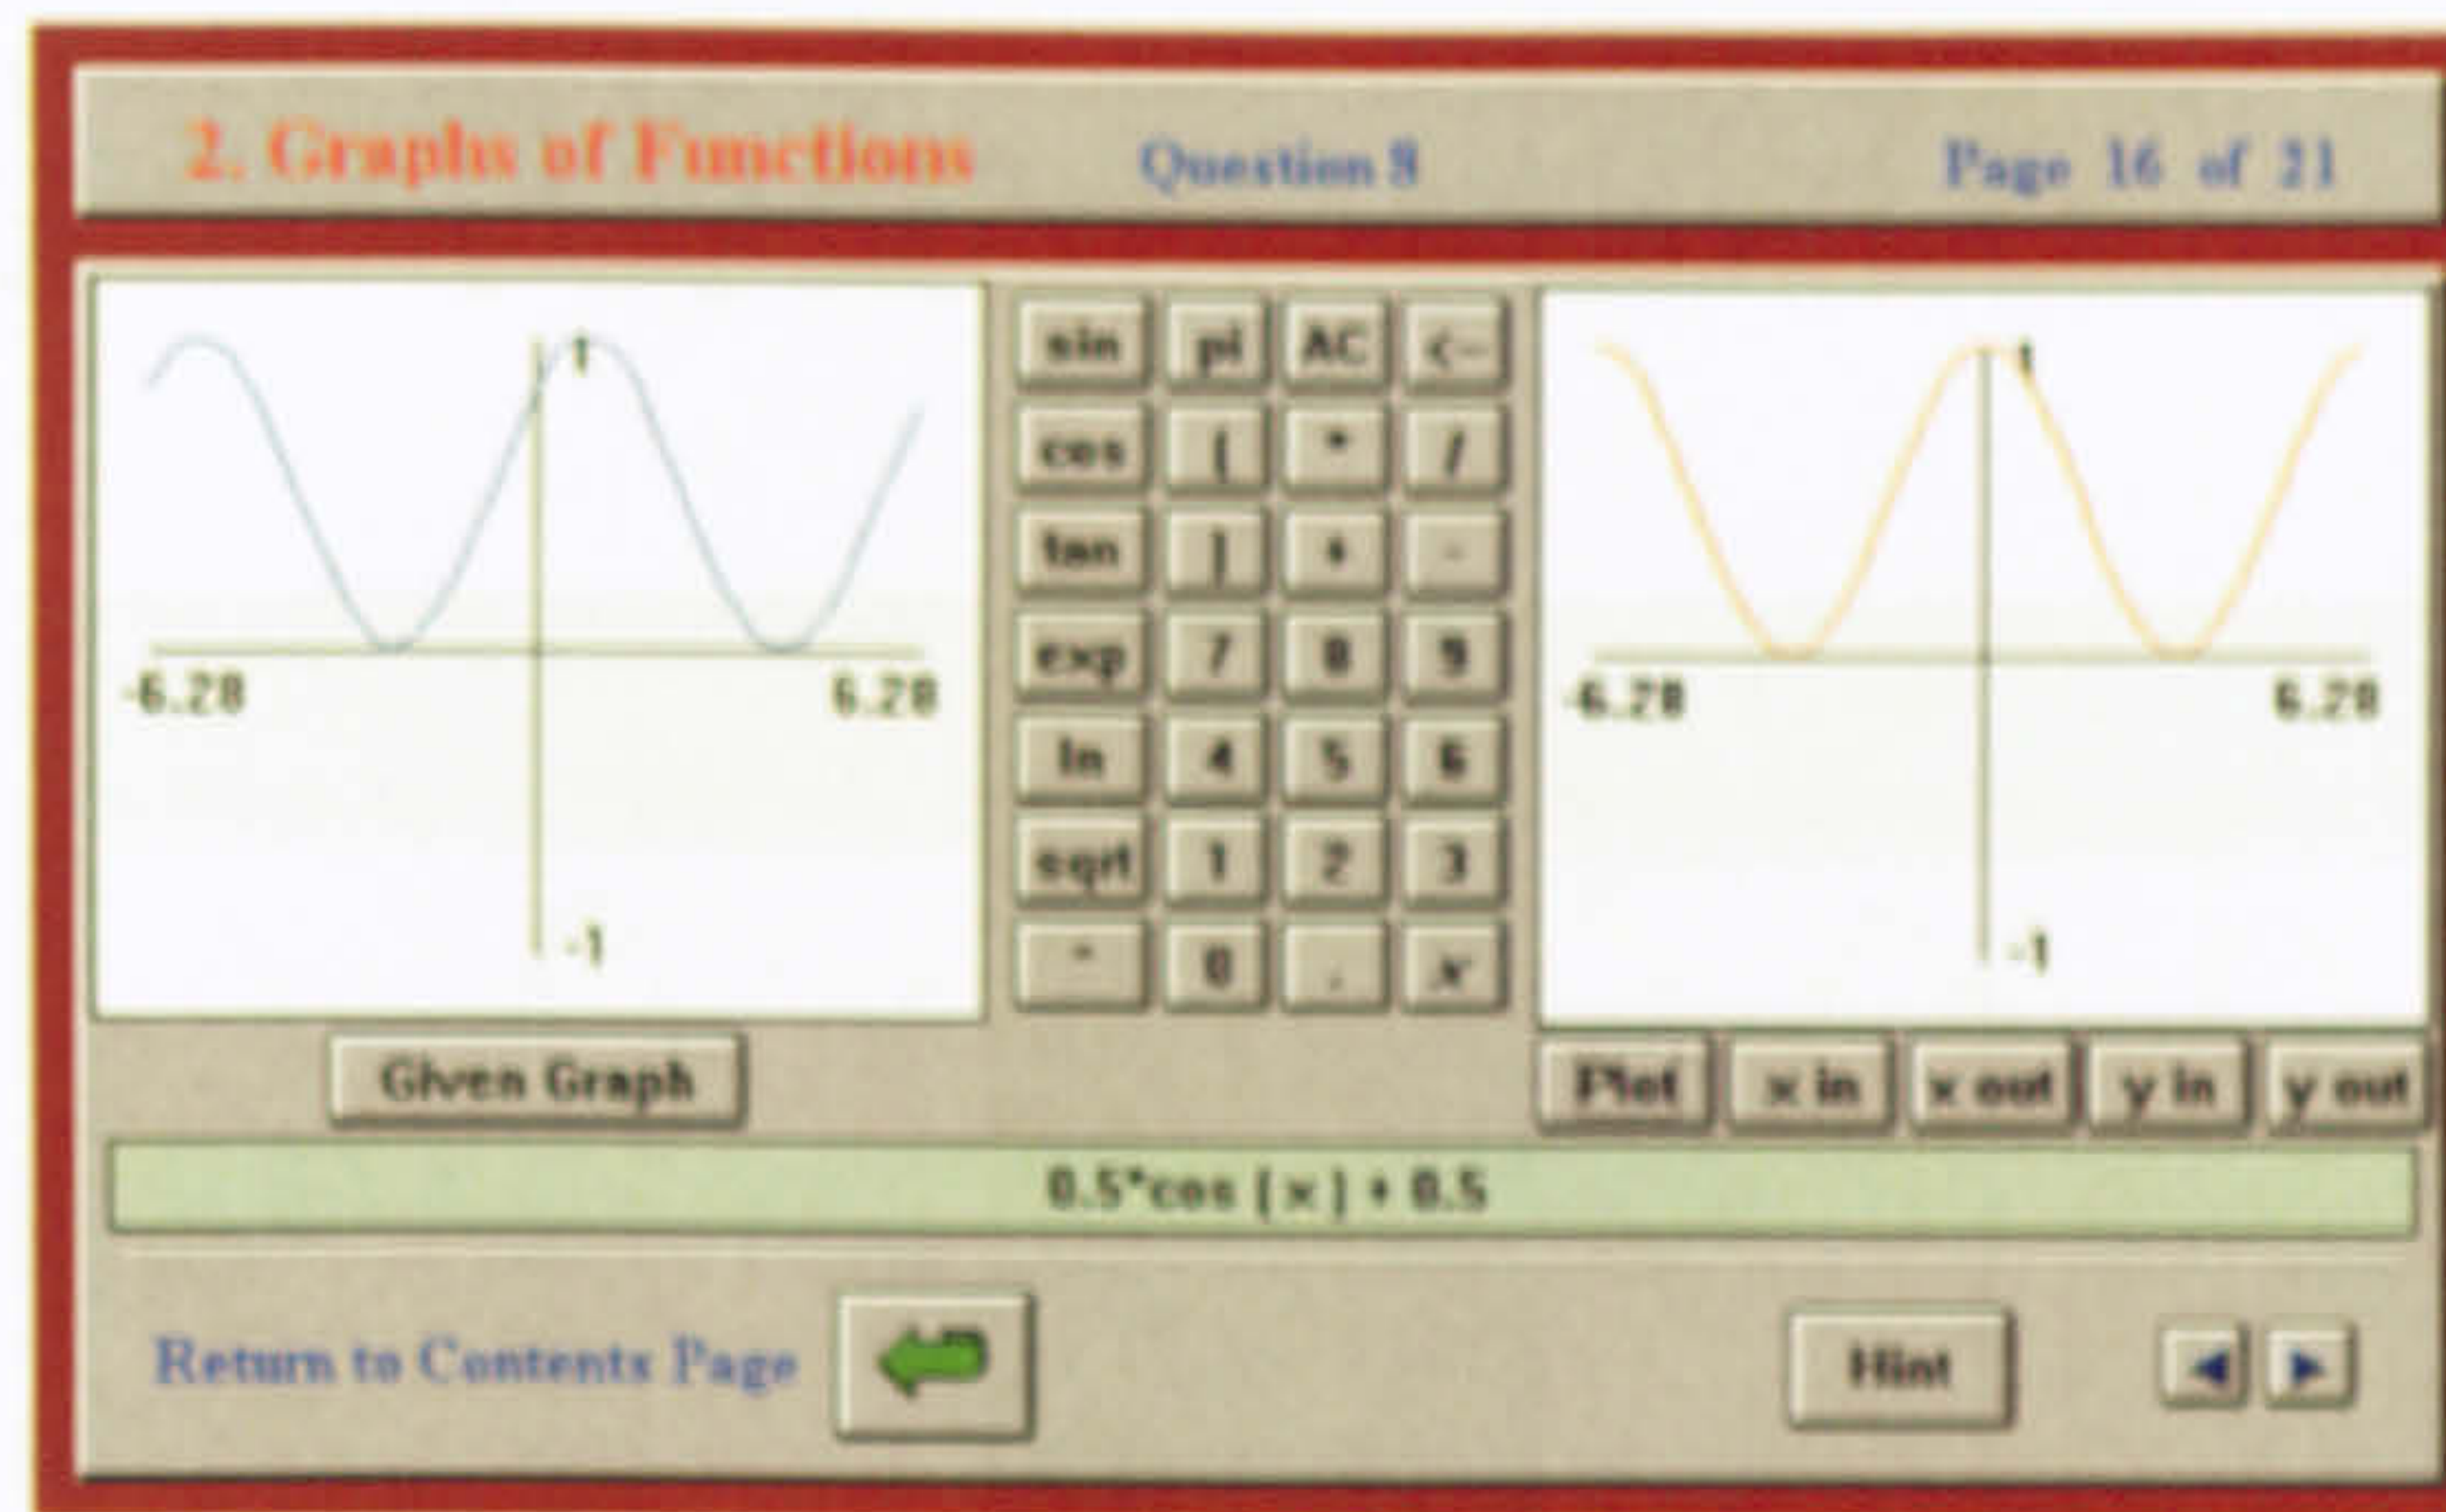 2. Graphs of Functions Question 8 Page 16 of 21
1
-6.28 6.28
-1
Given Graph
sin pi AC <--
cos ( * /
tan ) + -
exp 7 8 9
ln 4 5 6
sqrt 1 2 3
^ 0 . x
1
-6.28 6.28
-1
Plot x in x out y in y out
0.5*cos ( x ) + 0.5
Return to Contents Page Hint